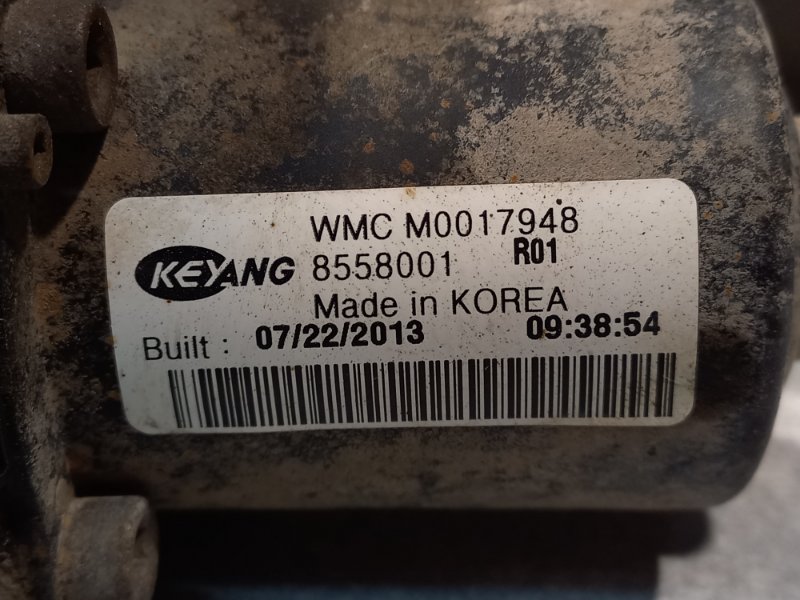 WMC M0017948
KEYANG 8558001 R01
Made in KOREA
Built : 07/22/2013 09:38:54